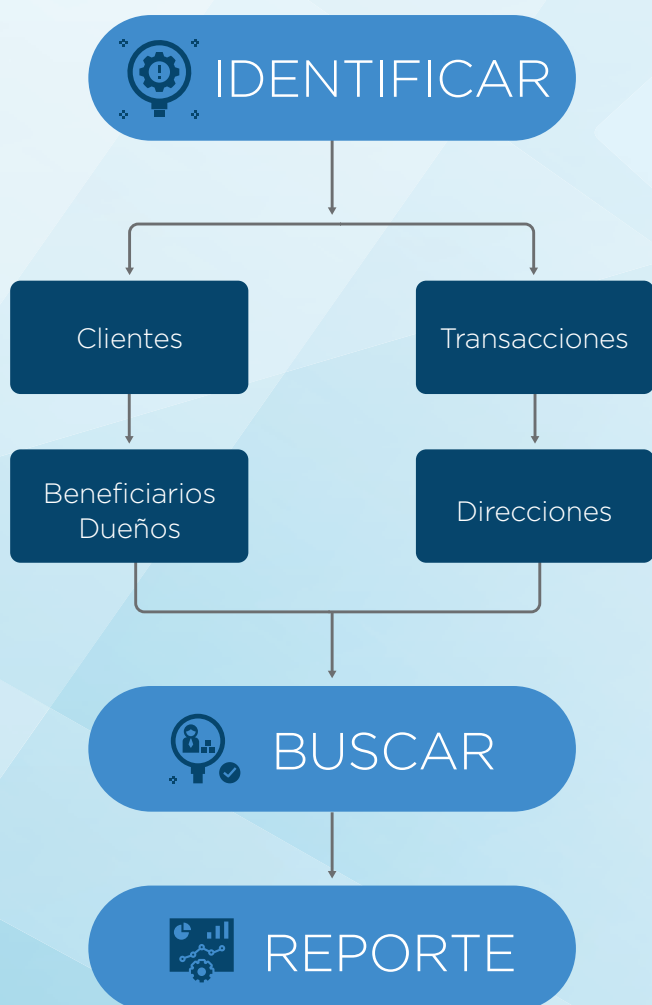 IDENTIFICAR
Clientes
Transacciones
Beneficiarios
Dueños
Direcciones
BUSCAR
REPORTE